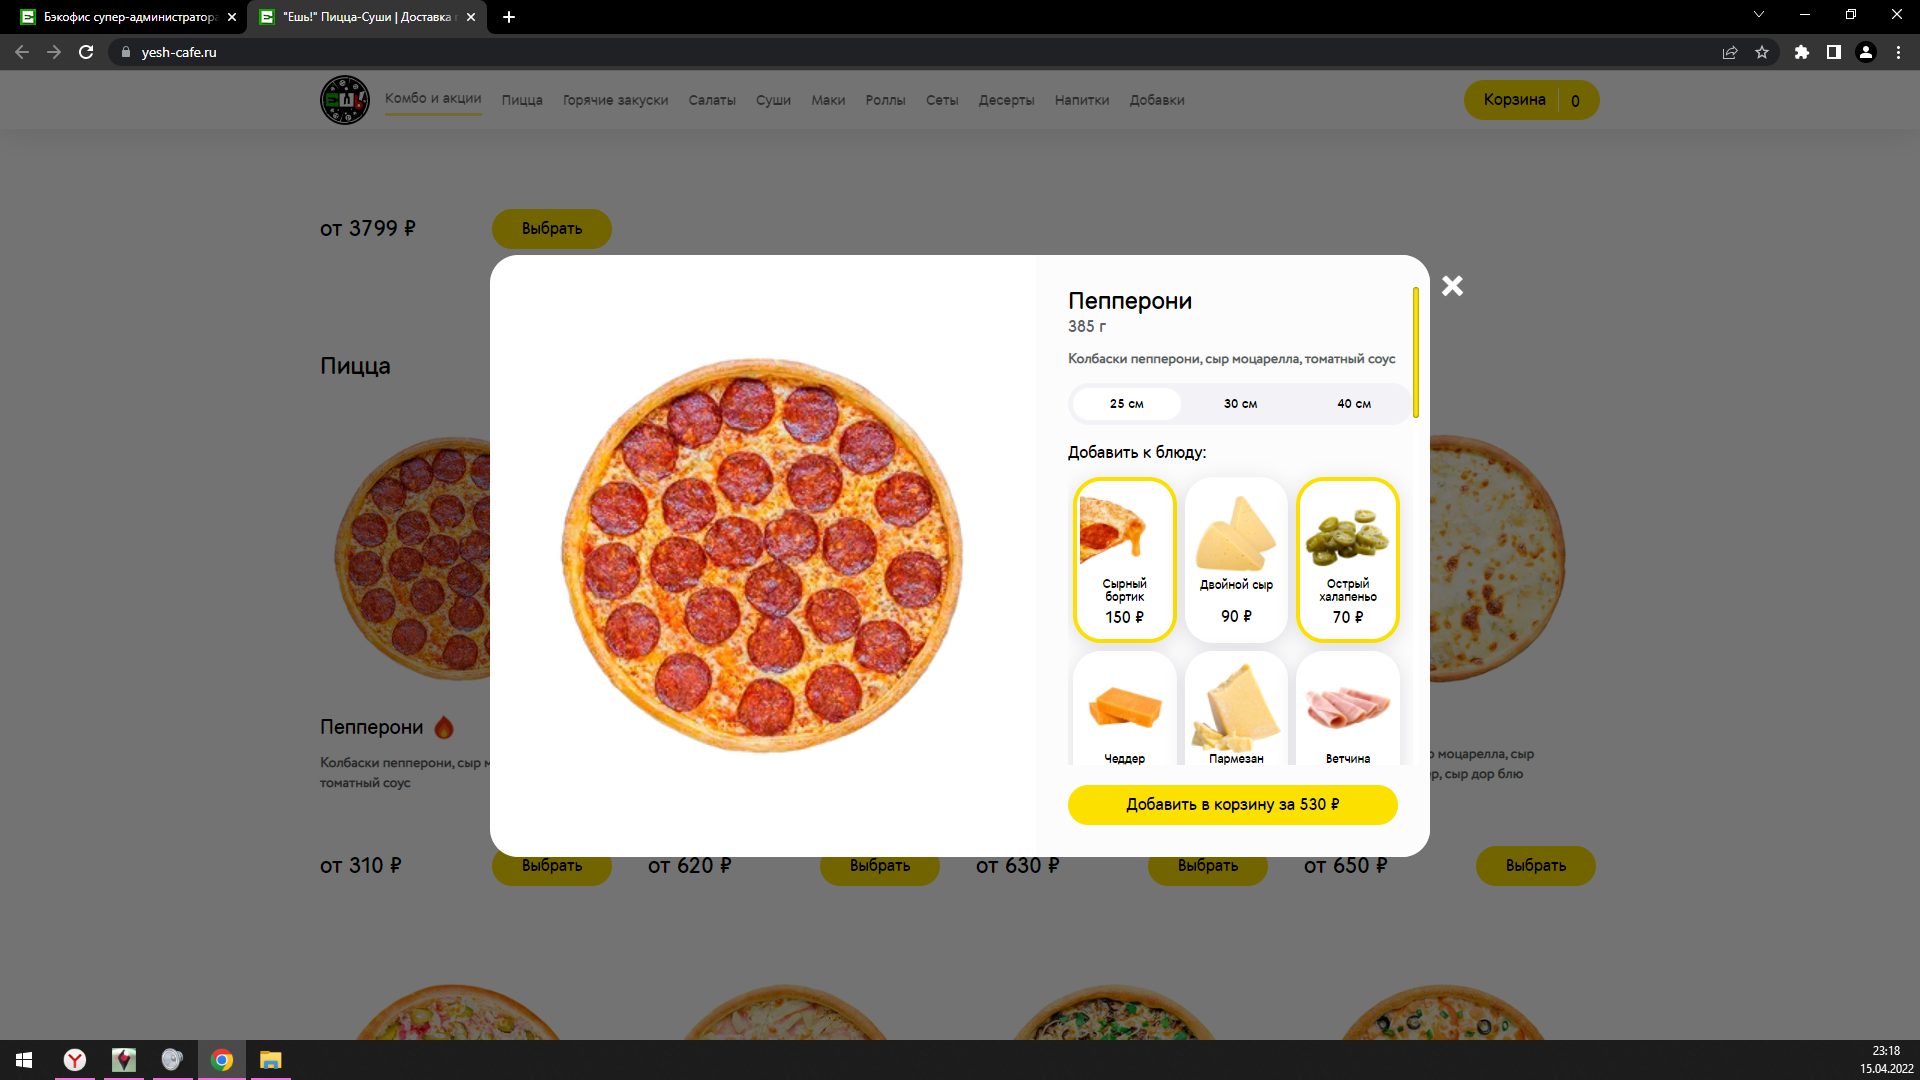 Бэкофис супер-администратора
"Ешь!" Пицца-Суши | Доставка
yesh-cafe.ru
Комбо и акции
Пицца
Горячие закуски
Салаты
Суши
Маки
Роллы
Сеты
Десерты
Напитки
Добавки
Корзина 0
от 3799 ₽
Выбрать
Пицца
Пепперони
385 г
Колбаски пепперони, сыр моцарелла, томатный соус
25 см
30 см
40 см
Добавить к блюду:
Сырный
бортик
150 ₽
Двойной сыр
90 ₽
Острый
халапеньо
70 ₽
Чеддер
Пармезан
Ветчина
Добавить в корзину за 530 ₽
Пепперони
Колбаски пепперони, сыр м
томатный соус
моцарелла, сыр
р, сыр дор блю
от 310 ₽
Выбрать
от 620 ₽
Выбрать
от 630 ₽
Выбрать
от 650 ₽
Выбрать
23:18
15.04.2022